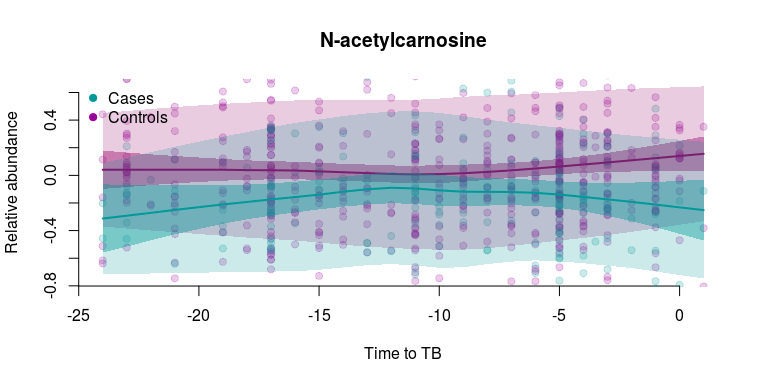 N-acetylcarnosine
Cases
Controls
Relative abundance
0.4
0.0
-0.4
-0.8
-25 -20 -15 -10 -5 0
Time to TB